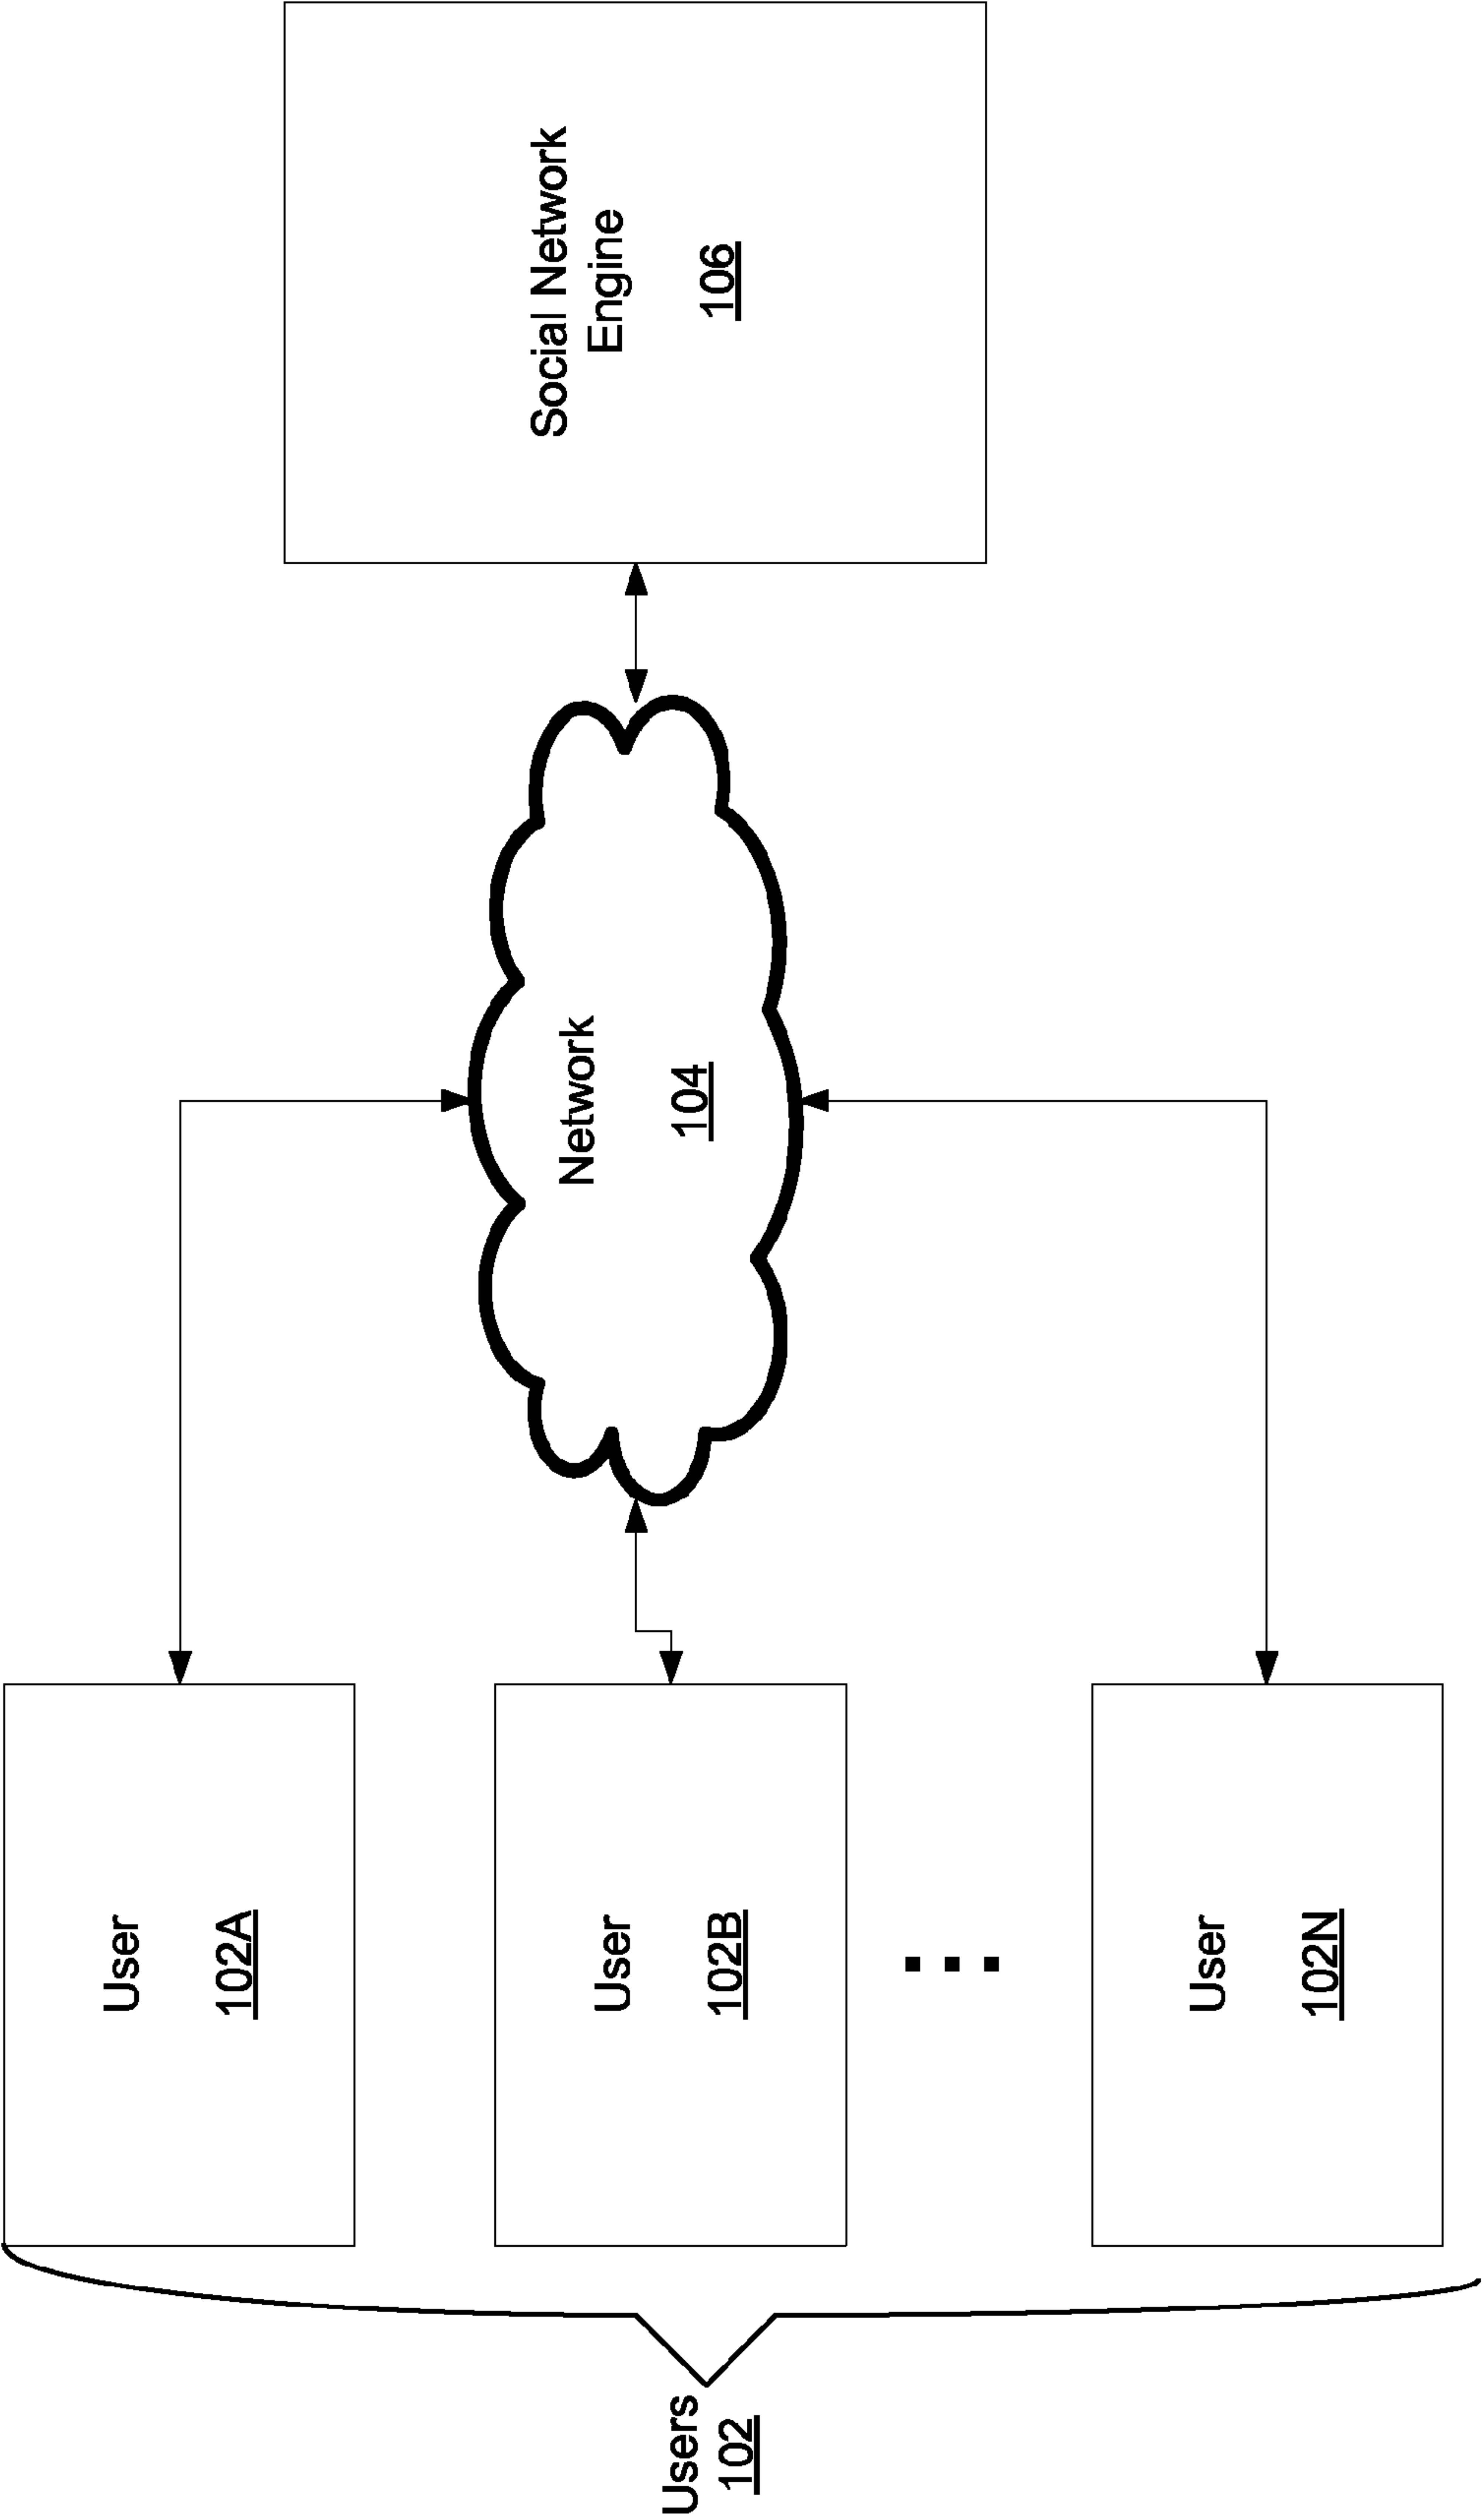 Users
102
User
102A
User
102B
User
102N
Network
104
Social Network
Engine
106